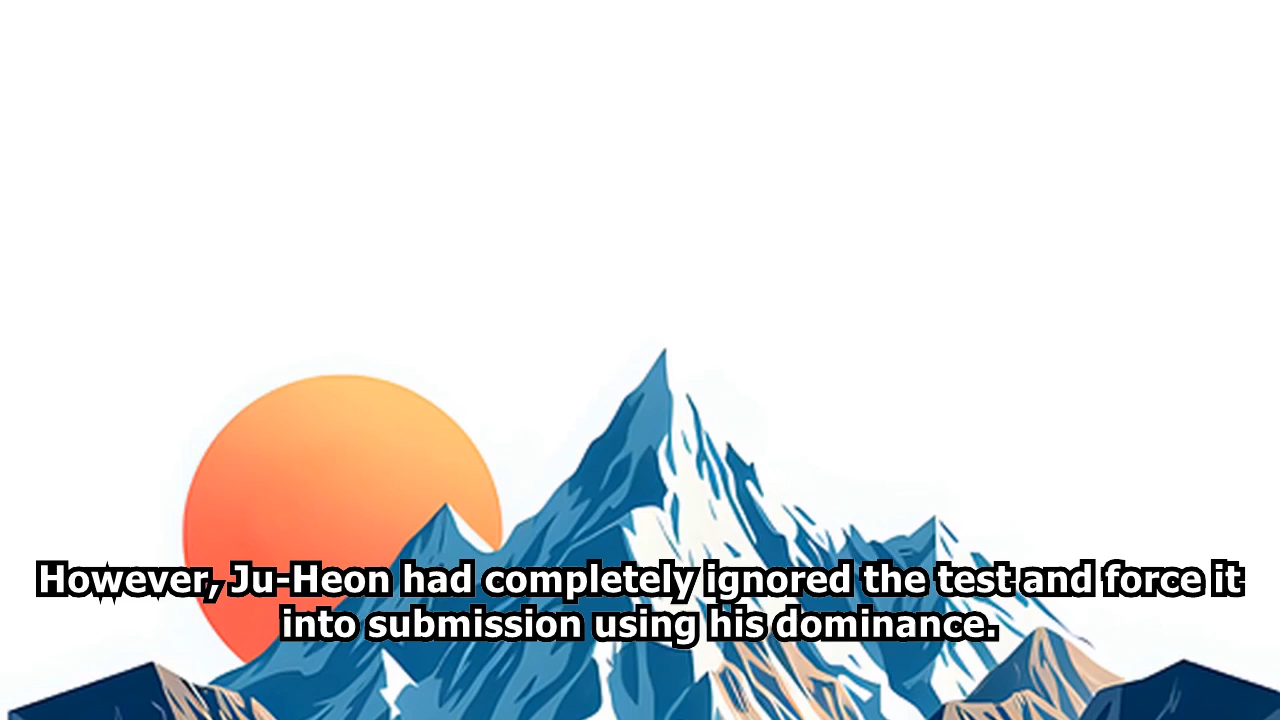 However, Ju-Heon had completely ignored the test and force it
into submission using his dominance.